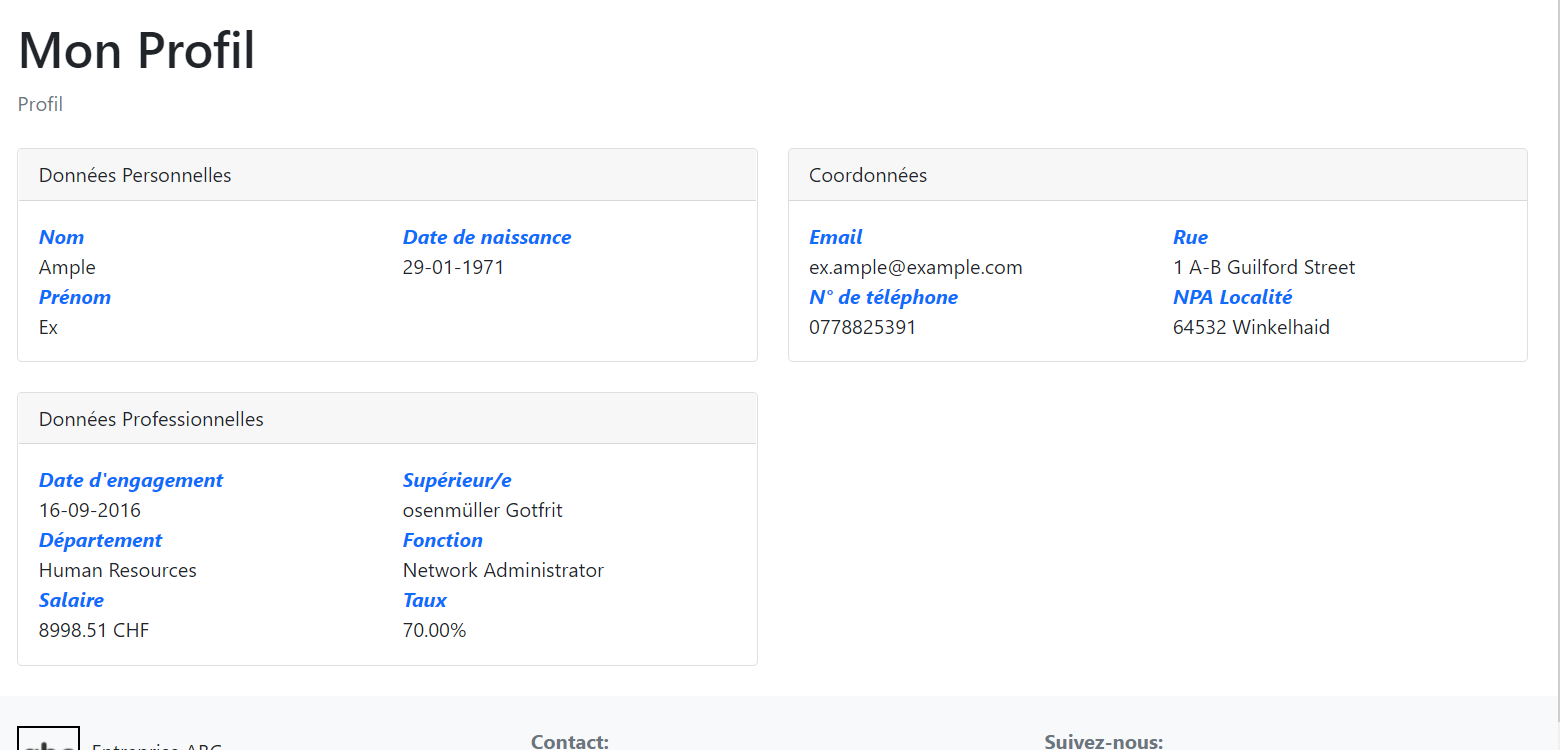 Mon Profil
Profil
Données Personnelles
Nom
Ample
Prénom
Ex
Date de naissance
29-01-1971
Coordonnées
Email
ex.ample@example.com
N° de téléphone
0778825391
Rue
1 A-B Guilford Street
NPA Localité
64532 Winkelhaid
Données Professionnelles
Date d'engagement
16-09-2016
Département
Human Resources
Salaire
8998.51 CHF
Supérieur/e
osenmüller Gotfrit
Fonction
Network Administrator
Taux
70.00%
Entreprise ABC
Contact:
Suivez-nous: